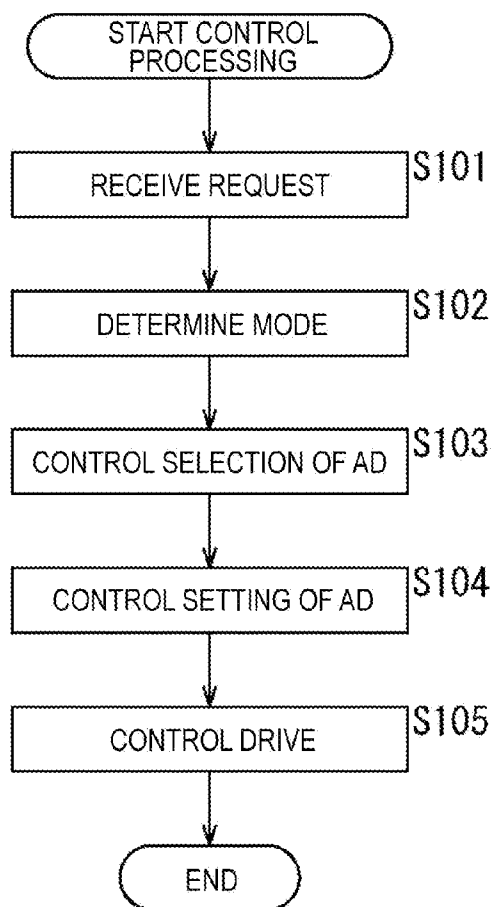 START CONTROL
PROCESSING
RECEIVE REQUEST
S101
DETERMINE MODE
S102
CONTROL SELECTION OF AD
S103
CONTROL SETTING OF AD
S104
CONTROL DRIVE
S105
END